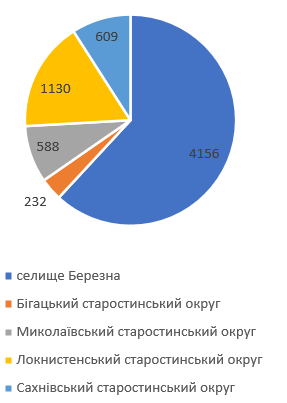 609
1130
588
4156
232
селище Березна
Бігацький старостинський округ
Миколаївський старостинський округ
Локнистенський старостинський округ
Сахнівський старостинський округ